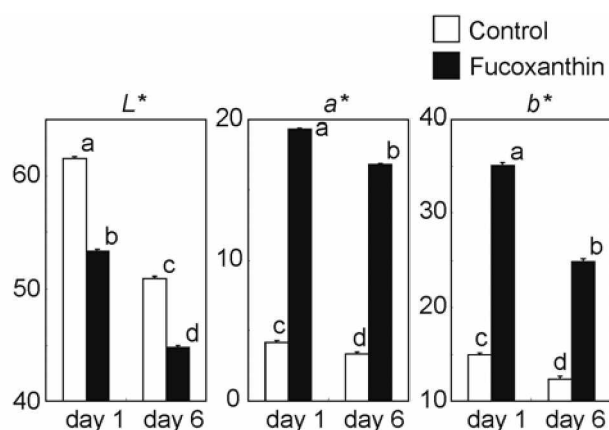 Control
Fucoxanthin
L*
a*
b*
60
50
40
a
b
c
d
day 1 day 6
20
10
0
a
b
c
d
day 1 day 6
40
30
20
10
a
b
c
d
day 1 day 6